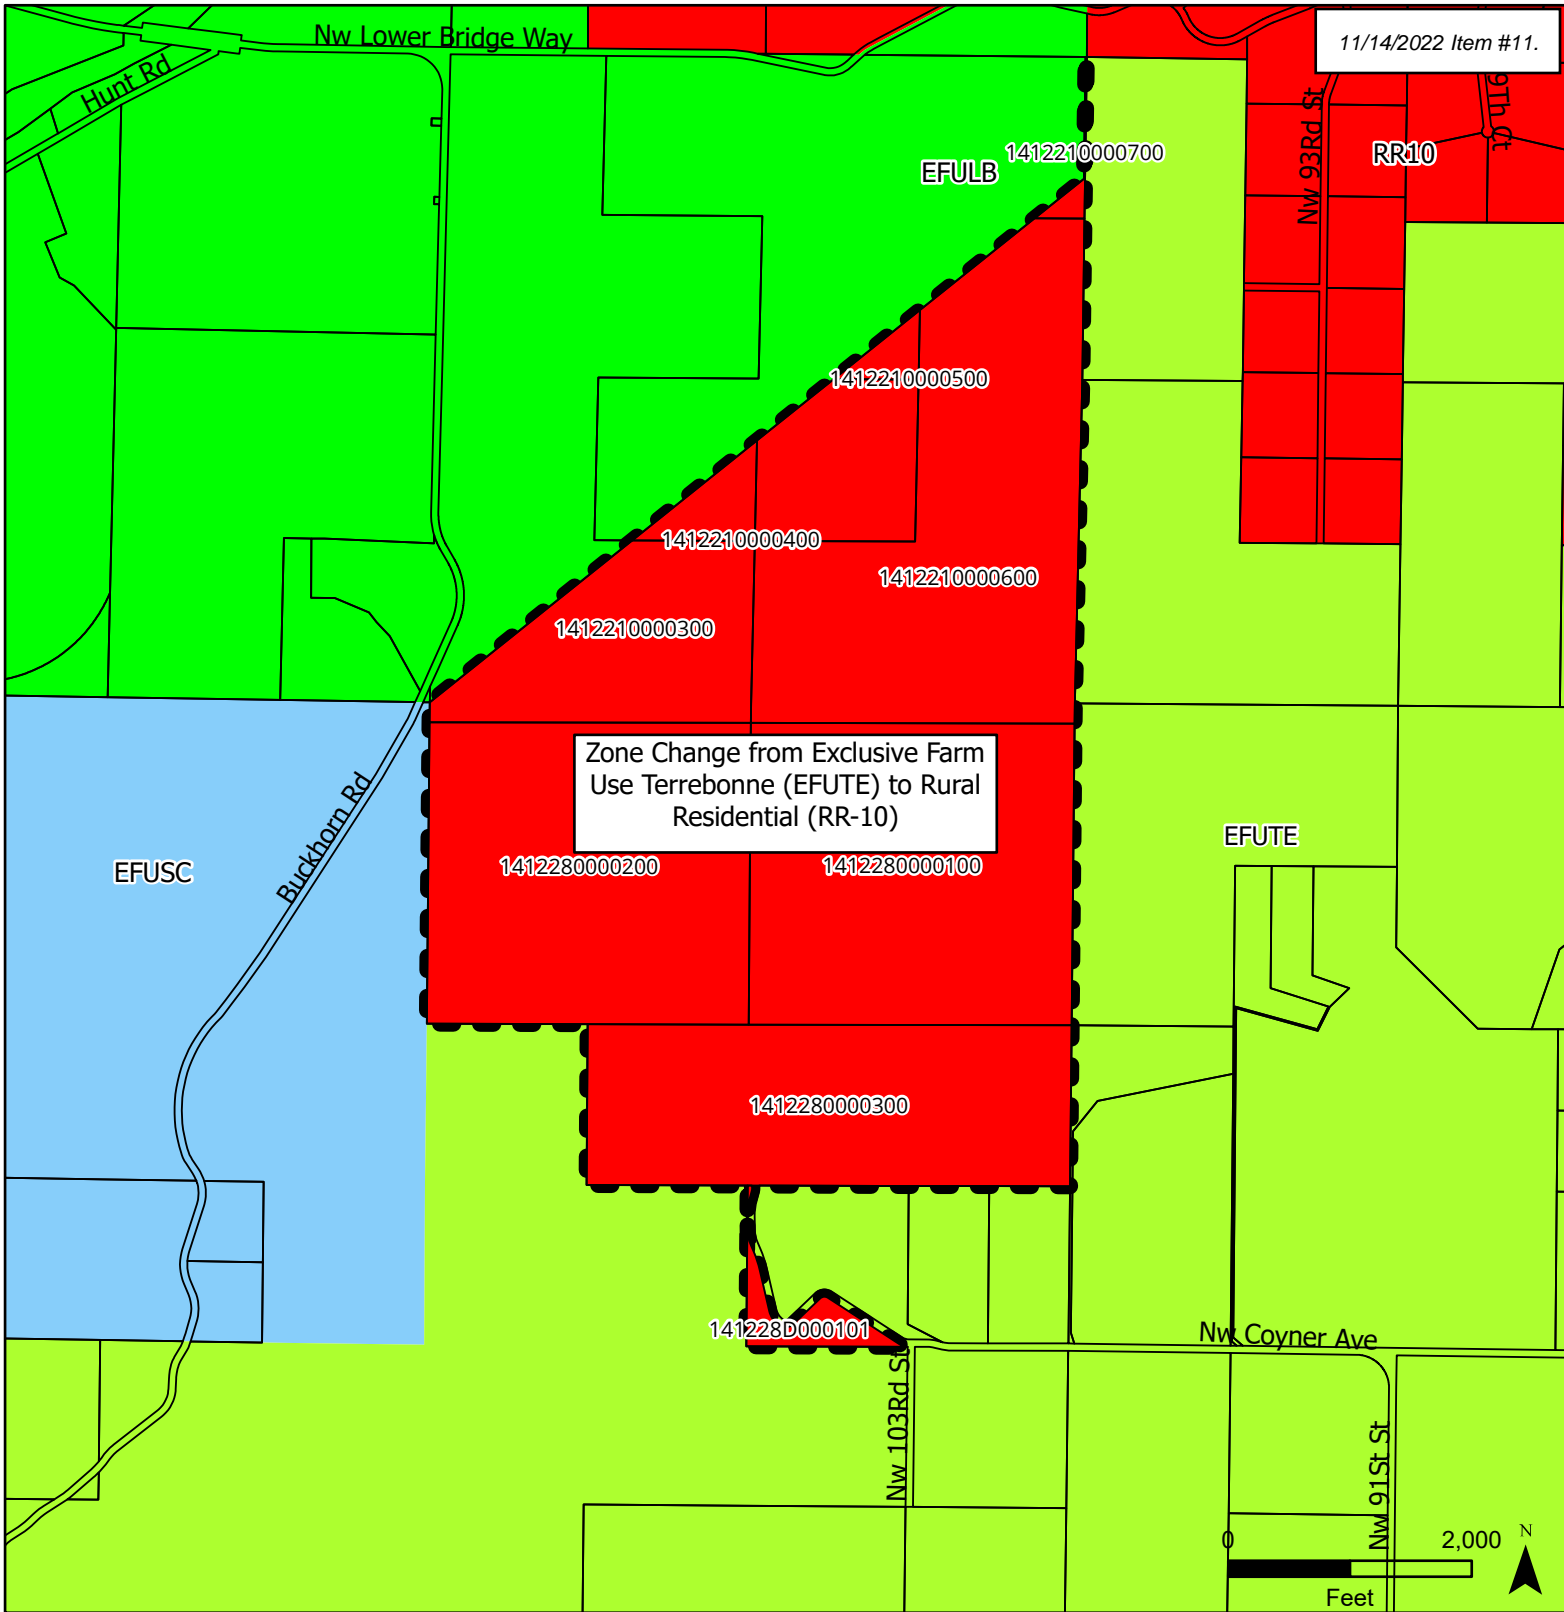 11/14/2022 Item #11.
Nw Lower Bridge Way
Hunt Rd
9Th Ct
Nw 93Rd St
RR10
1412210000700
EFULB
1412210000500
1412210000400
1412210000600
1412210000300
Zone Change from Exclusive Farm
Use Terrebonne (EFUTE) to Rural
Residential (RR-10)
EFUTE
Buckhorn Rd
EFUSC
1412280000200
1412280000100
1412280000300
141228D000101
Nw Coyner Ave
Nw 103Rd St
Nw 91St St
0
2,000
N
Feet